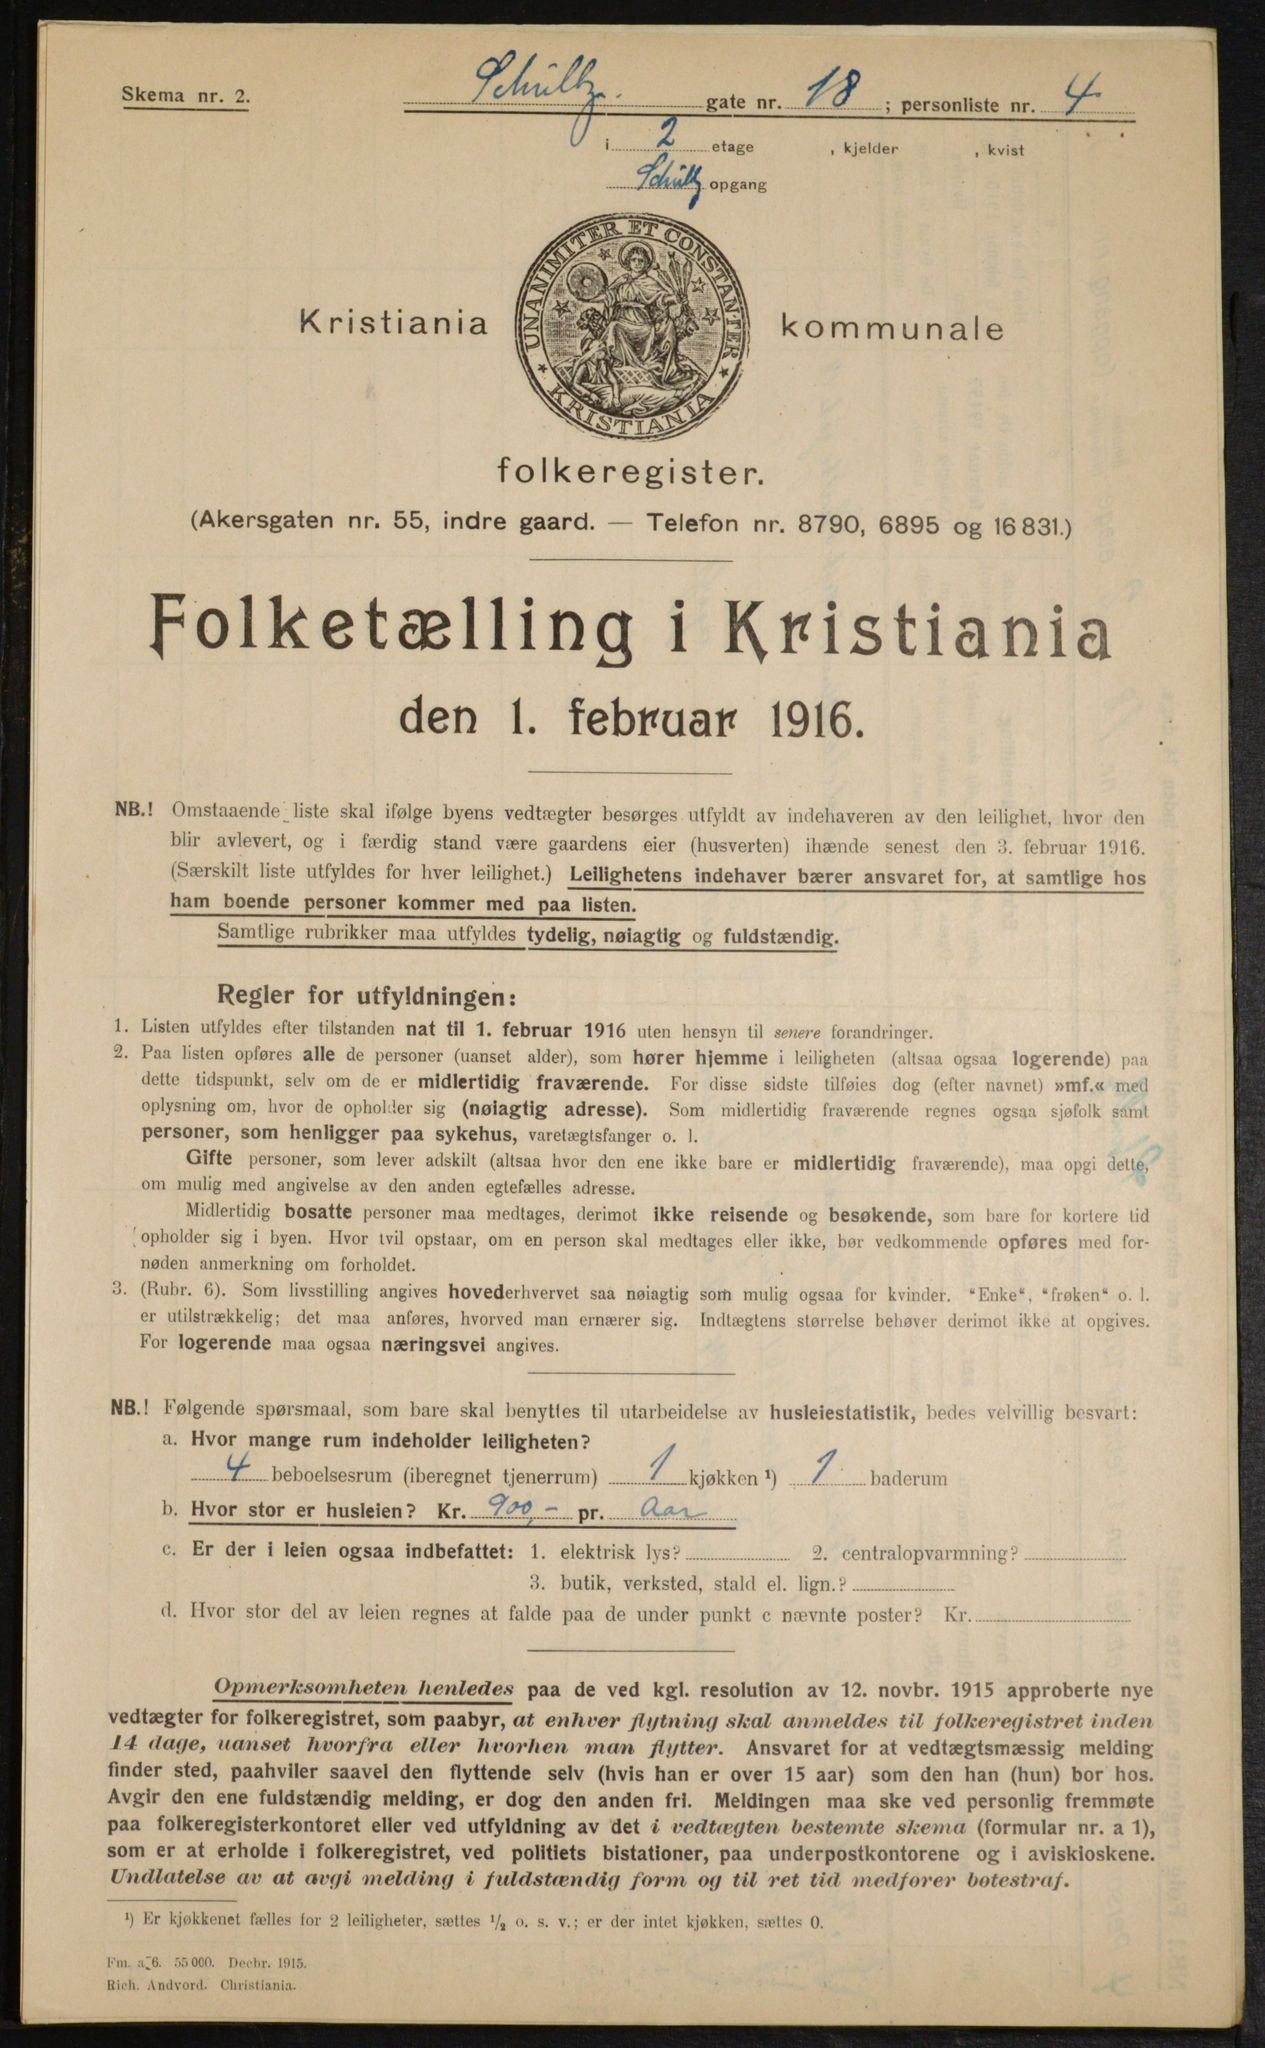 Skema nr. 2.
Schultz gate nr. 18 ; personliste nr. 4
i 2 etage , kjelder , kvist
Schultz opgang
UNANIMITER ET CONSTANTER
KRISTIANIA
Kristiania kommunale
folkeregister.
(Akersgaten nr. 55, indre gaard. — Telefon nr. 8790, 6895 og 16 831.)
Folketælling i Kristiania
den 1. februar 1916.
NB.! Omstaaende liste skal ifølge byens vedtægter besørges utfyldt av indehaveren av den leilighet, hvor den
blir avlevert, og i færdig stand være gaardens eier (husverten) ihænde senest den 3. februar 1916.
(Særskilt liste utfyldes for hver leilighet.) Leilighetens indehaver bærer ansvaret for, at samtlige hos
ham boende personer kommer med paa listen.
Samtlige rubrikker maa utfyldes tydelig, nøiagtig og fuldstændig.
Regler for utfyldningen:
1. Listen utfyldes efter tilstanden nat til 1. februar 1916 uten hensyn til senere forandringer.
2. Paa listen opføres alle de personer (uanset alder), som hører hjemme i leiligheten (altsaa ogsaa logerende) paa
dette tidspunkt, selv om de er midlertidig fraværende. For disse sidste tilføies dog (efter navnet) »mf.« med
oplysning om, hvor de opholder sig (nøiagtig adresse). Som midlertidig fraværende regnes ogsaa sjøfolk samt
personer, som henligger paa sykehus, varetægtsfanger o. l.
Gifte personer, som lever adskilt (altsaa hvor den ene ikke bare er midlertidig fraværende), maa opgi dette,
om mulig med angivelse av den anden egtefælles adresse.
Midlertidig bosatte personer maa medtages, derimot ikke reisende og besøkende, som bare for kortere tid
opholder sig i byen. Hvor tvil opstaar, om en person skal medtages eller ikke, bør vedkommende opføres med for-
nøden anmerkning om forholdet.
3. (Rubr. 6). Som livsstilling angives hovederhvervet saa nøiagtig som mulig ogsaa for kvinder. "Enke", "frøken" o. l.
er utilstrækkelig; det maa anføres, hvorved man ernærer sig. Indtægtens størrelse behøver derimot ikke at opgives.
For logerende maa ogsaa næringsvei angives.
NB.! Følgende spørsmaal, som bare skal benyttes til utarbeidelse av husleiestatistik, bedes velvillig besvart:
a. Hvor mange rum indeholder leiligheten?
4 beboelsesrum (iberegnet tjenerrum) 1 kjøkken ¹) 1 baderum
b. Hvor stor er husleien? Kr. 900,- pr. Aar
c. Er der i leien ogsaa indbefattet: 1. elektrisk lys? 2. centralopvarmning?
3. butik, verksted, stald el. lign.?
d. Hvor stor del av leien regnes at falde paa de under punkt c nævnte poster? Kr.
Opmerksomheten henledes paa de ved kgl. resolution av 12. novbr. 1915 approberte nye
vedtægter for folkeregistret, som paabyr, at enhver flytning skal anmeldes til folkeregistret inden
14 dage, uanset hvorfra eller hvorhen man flytter. Ansvaret for at vedtægtsmæssig melding
finder sted, paahviler saavel den flyttende selv (hvis han er over 15 aar) som den han (hun) bor hos.
Avgir den ene fuldstændig melding, er dog den anden fri. Meldingen maa ske ved personlig fremmøte
paa folkeregisterkontoret eller ved utfyldning av det i vedtægten bestemte skema (formular nr. a 1),
som er at erholde i folkeregistret, ved politiets bistationer, paa underpostkontorene og i aviskioskene.
Undlatelse av at avgi melding i fuldstændig form og til ret tid medfører botestraf.
¹) Er kjøkkenet fælles for 2 leiligheter, sættes ½ o. s. v.; er der intet kjøkken, sættes 0.
Fm. a-6. 55 000. Decbr. 1915.
Rich. Andvord. Christiania.